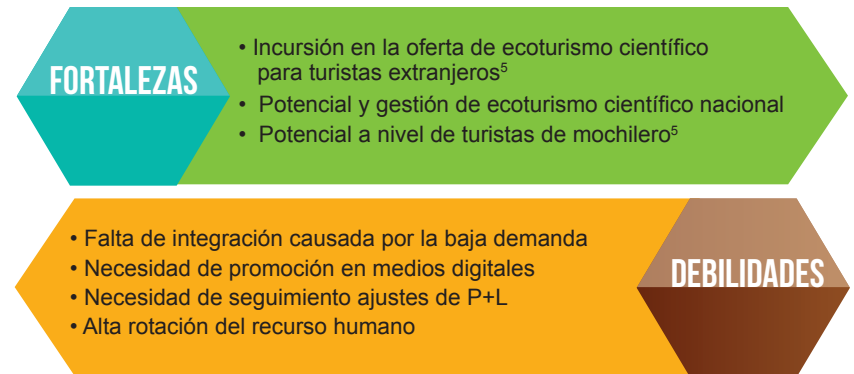 FORTALEZAS
• Incursión en la oferta de ecoturismo científico
para turistas extranjeros⁵
• Potencial y gestión de ecoturismo científico nacional
• Potencial a nivel de turistas de mochilero⁵
• Falta de integración causada por la baja demanda
• Necesidad de promoción en medios digitales
• Necesidad de seguimiento ajustes de P+L
• Alta rotación del recurso humano
DEBILIDADES